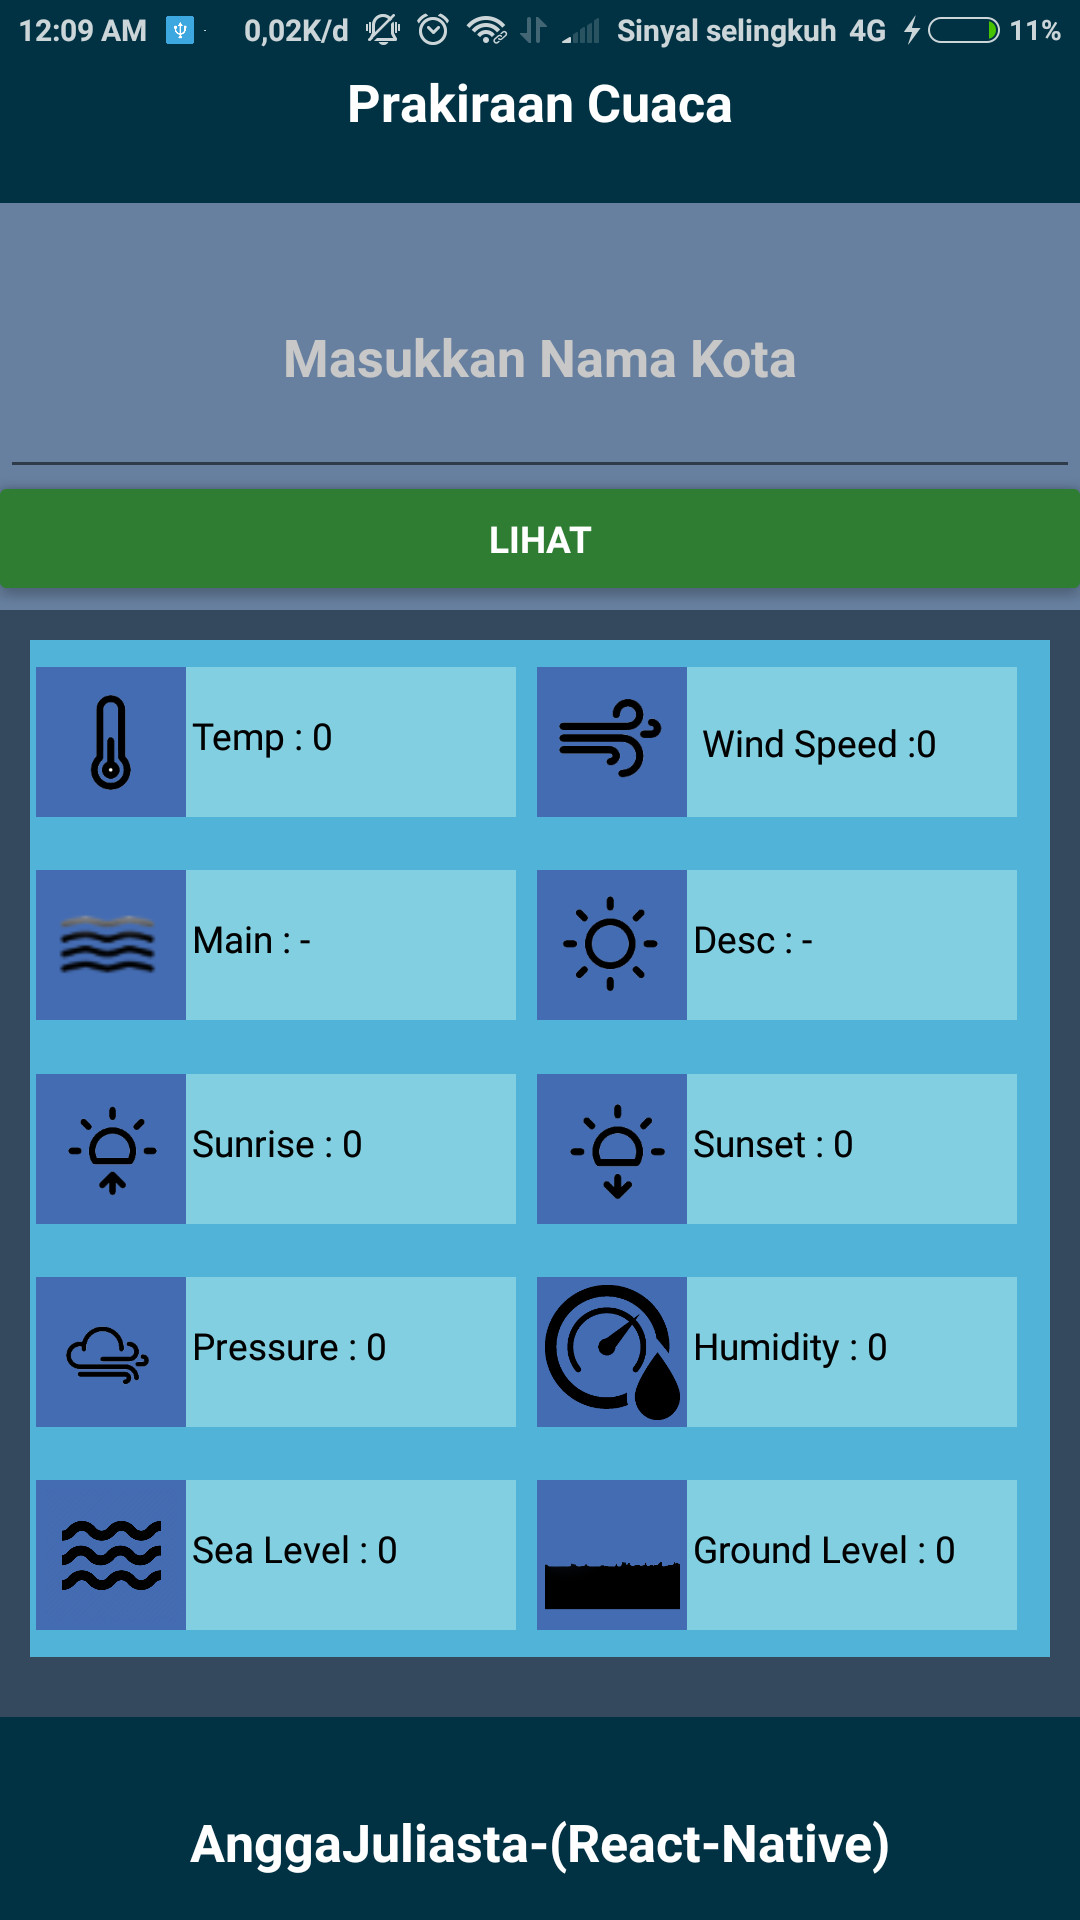 12:09 AM 0,02K/d Sinyal selingkuh 4G 11%
Prakiraan Cuaca
Masukkan Nama Kota
LIHAT
Temp : 0
Wind Speed :0
Main : -
Desc : -
Sunrise : 0
Sunset : 0
Pressure : 0
Humidity : 0
Sea Level : 0
Ground Level : 0
AnggaJuliasta-(React-Native)